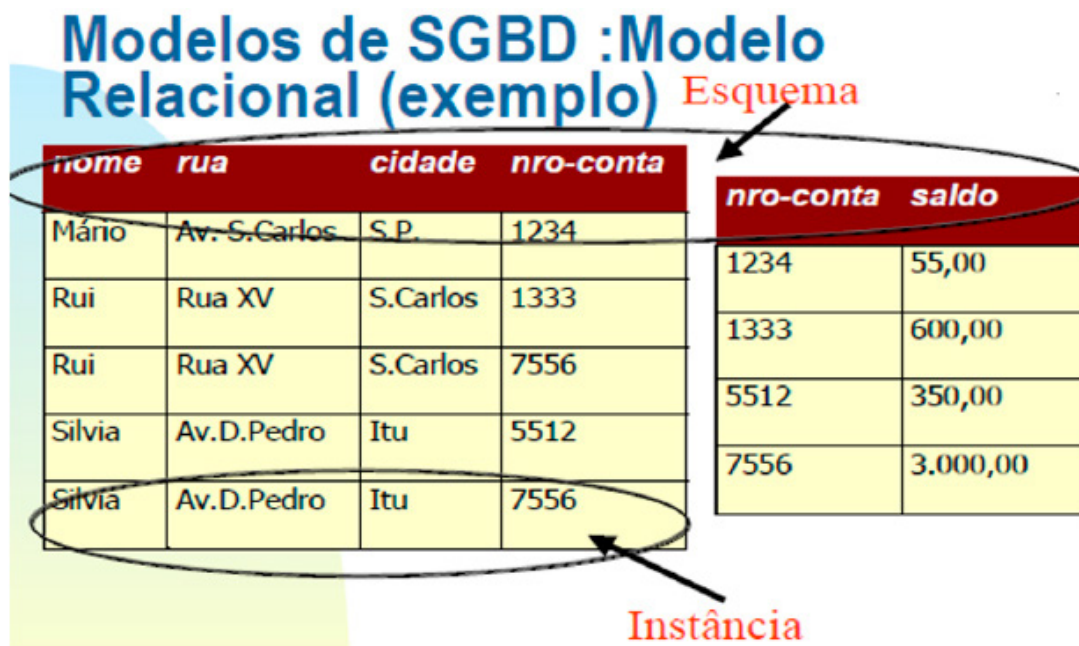 Modelos de SGBD :Modelo
Relacional (exemplo)
Esquema
nome rua cidade nro-conta
Mário Av. S.Carlos S.P. 1234
Rui Rua XV S.Carlos 1333
Rui Rua XV S.Carlos 7556
Silvia Av.D.Pedro Itu 5512
Silvia Av.D.Pedro Itu 7556
nro-conta saldo
1234 55,00
1333 600,00
5512 350,00
7556 3.000,00
Instância